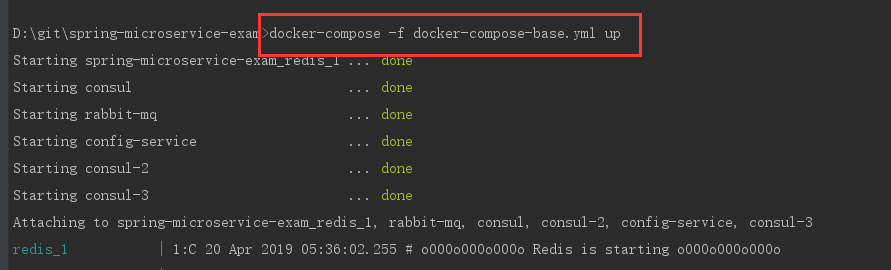 D:\git\spring-microservice-exam>docker-compose -f docker-compose-base.yml up
Starting spring-microservice-exam_redis_1 ... done
Starting consul ... done
Starting rabbit-mq ... done
Starting config-service ... done
Starting consul-2 ... done
Starting consul-3 ... done
Attaching to spring-microservice-exam_redis_1, rabbit-mq, consul, consul-2, config-service, consul-3
redis_1 | 1:C 20 Apr 2019 05:36:02.255 # oO0OoO0OoO0Oo Redis is starting oO0OoO0OoO0Oo